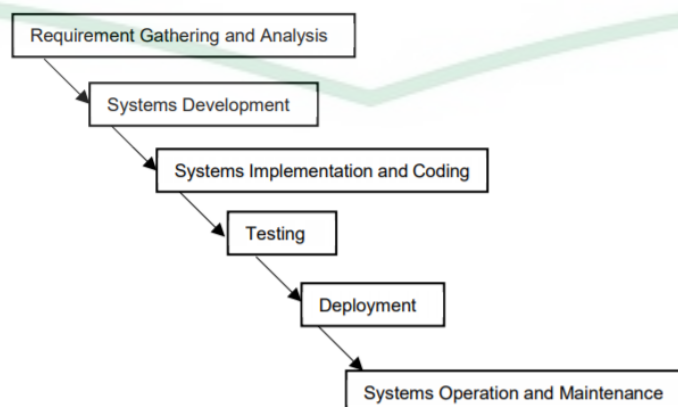 Requirement Gathering and Analysis
Systems Development
Systems Implementation and Coding
Testing
Deployment
Systems Operation and Maintenance